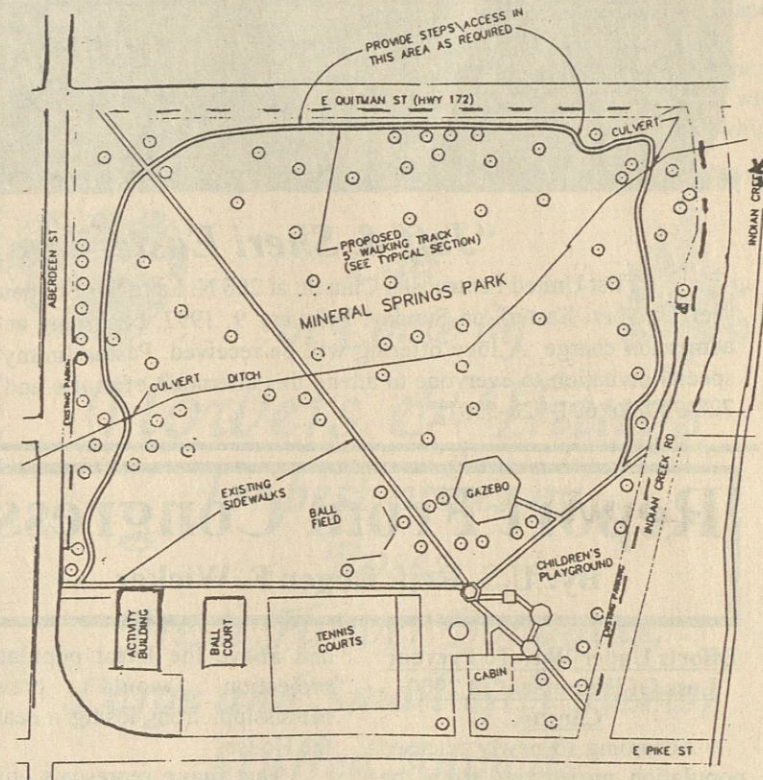 PROVIDE STEPS\ACCESS IN
THIS AREA AS REQUIRED
E QUITMAN ST (HWY 172)
CULVERT
INDIAN CREEK
ABERDEEN ST
PROPOSED
5' WALKING TRACK
(SEE TYPICAL SECTION)
MINERAL SPRINGS PARK
CULVERT DITCH
EXISTING PARKING
EXISTING
SIDEWALKS
BALL
FIELD
GAZEBO
INDIAN CREEK RD
CHILDREN'S
PLAYGROUND
EXISTING PARKING
ACTIVITY
BUILDING
BALL
COURT
TENNIS
COURTS
CABIN
E PIKE ST